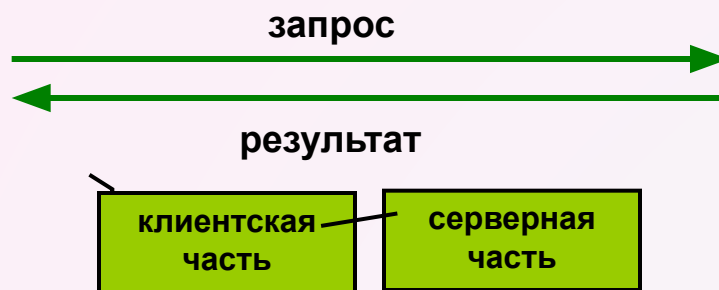 запрос
результат
клиентская
часть
серверная
часть